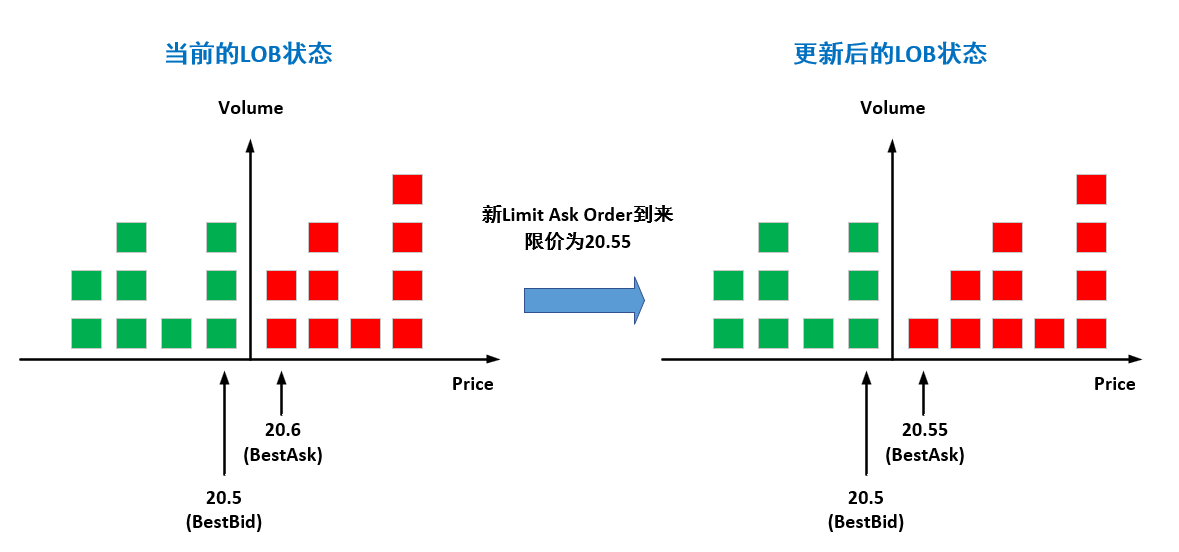 当前的LOB状态
更新后的LOB状态
Volume
Volume
新Limit Ask Order到来
限价为20.55
Price
Price
20.6
(BestAsk)
20.55
(BestAsk)
20.5
(BestBid)
20.5
(BestBid)